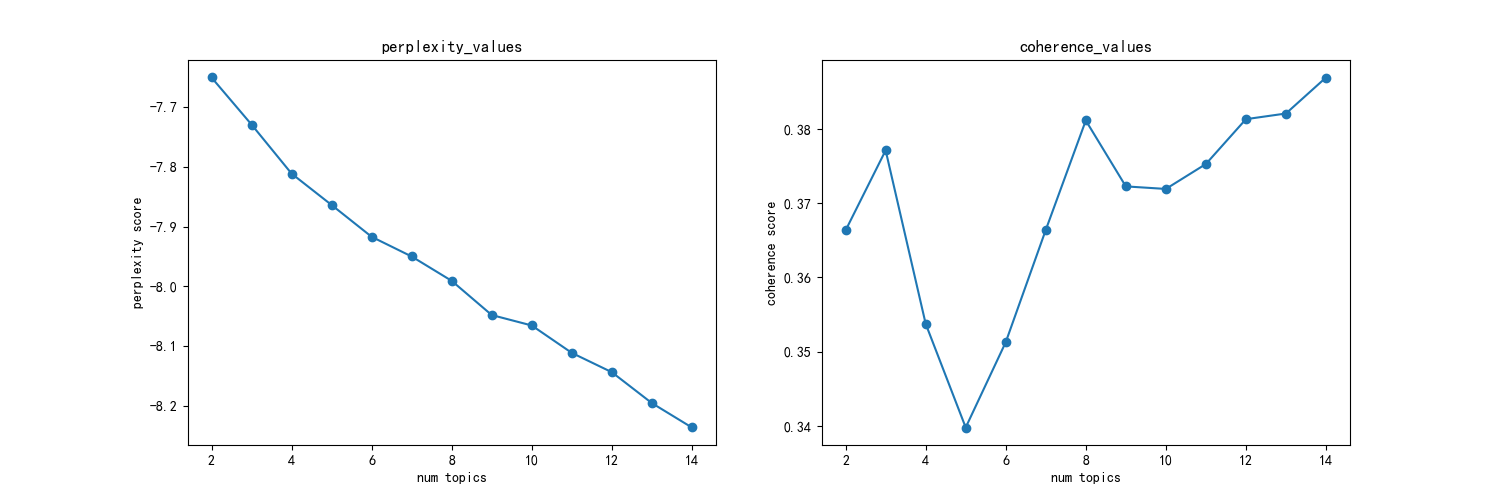 perplexity_values
perplexity score
−7.7
−7.8
−7.9
−8.0
−8.1
−8.2
2 4 6 8 10 12 14
num topics
coherence_values
coherence score
0.38
0.37
0.36
0.35
0.34
2 4 6 8 10 12 14
num topics